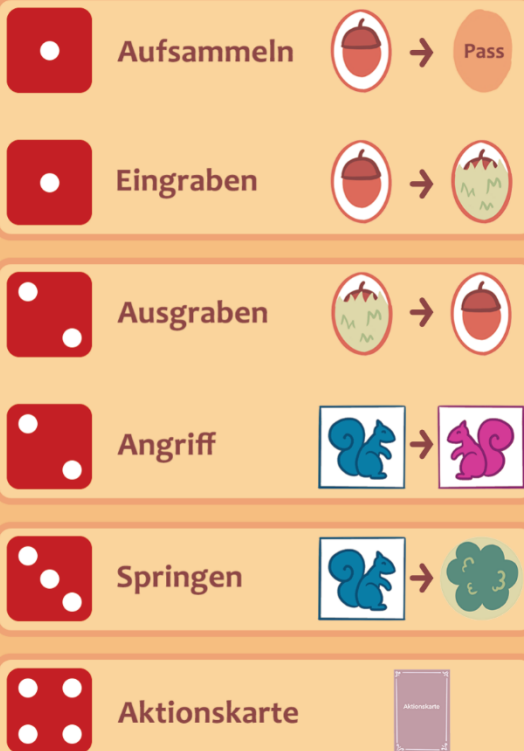 Aufsammeln
Pass
Eingraben
Ausgraben
Angriff
Springen
Aktionskarte
Aktionskarte